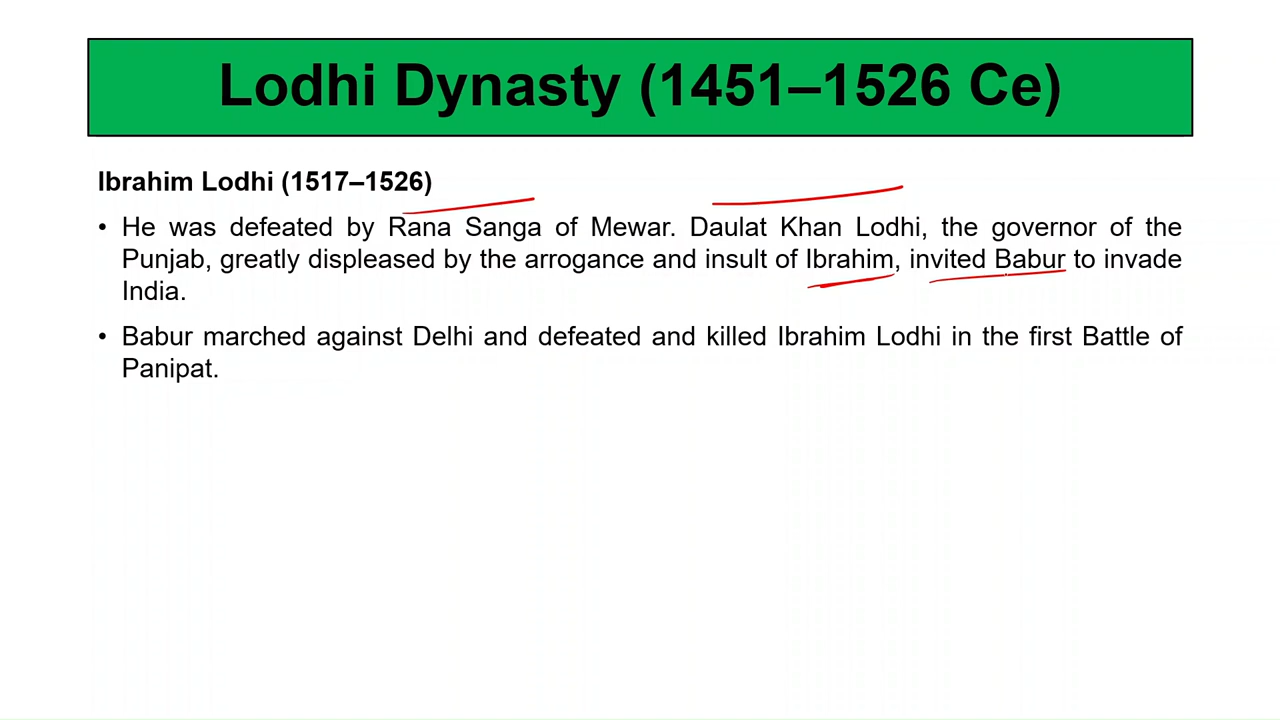 Lodhi Dynasty (1451–1526 Ce)
Ibrahim Lodhi (1517–1526)
• He was defeated by Rana Sanga of Mewar. Daulat Khan Lodhi, the governor of the
Punjab, greatly displeased by the arrogance and insult of Ibrahim, invited Babur to invade
India.
• Babur marched against Delhi and defeated and killed Ibrahim Lodhi in the first Battle of
Panipat.